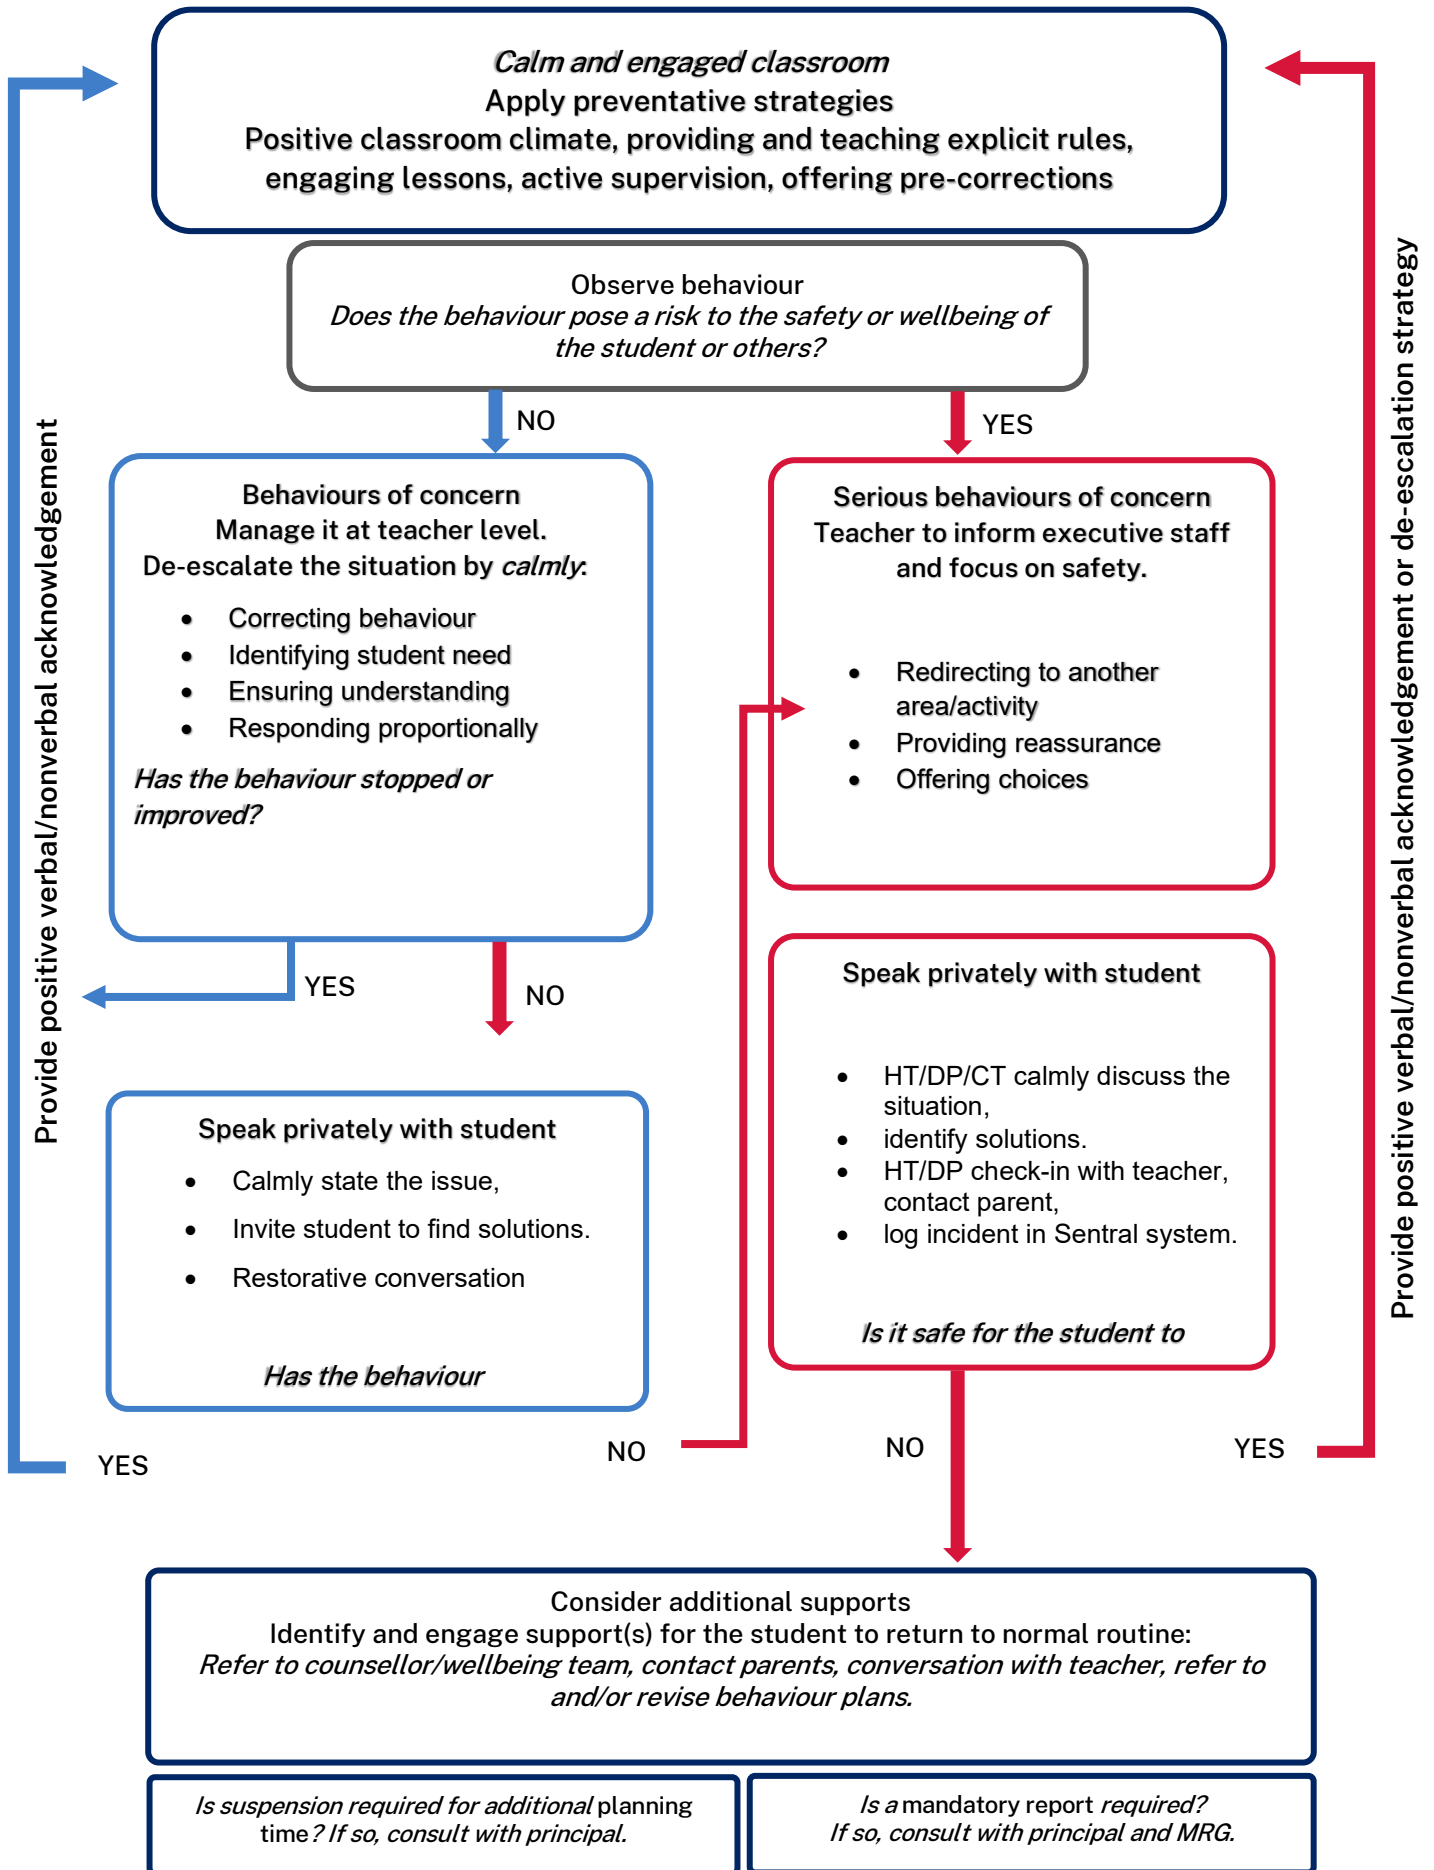 Calm and engaged classroom
Apply preventative strategies
Positive classroom climate, providing and teaching explicit rules,
engaging lessons, active supervision, offering pre-corrections
Observe behaviour
Does the behaviour pose a risk to the safety or wellbeing of
the student or others?
NO
YES
Behaviours of concern
Manage it at teacher level.
De-escalate the situation by calmly:
• Correcting behaviour
• Identifying student need
• Ensuring understanding
• Responding proportionally
Has the behaviour stopped or
improved?
Serious behaviours of concern
Teacher to inform executive staff
and focus on safety.
• Redirecting to another
area/activity
• Providing reassurance
• Offering choices
YES
NO
Speak privately with student
• Calmly state the issue,
• Invite student to find solutions.
• Restorative conversation
Has the behaviour
Speak privately with student
• HT/DP/CT calmly discuss the
situation,
• identify solutions.
• HT/DP check-in with teacher,
contact parent,
• log incident in Sentral system.
Is it safe for the student to
YES
NO
NO
YES
Provide positive verbal/nonverbal acknowledgement
Provide positive verbal/nonverbal acknowledgement or de-escalation strategy
Consider additional supports
Identify and engage support(s) for the student to return to normal routine:
Refer to counsellor/wellbeing team, contact parents, conversation with teacher, refer to
and/or revise behaviour plans.
Is suspension required for additional planning
time? If so, consult with principal.
Is a mandatory report required?
If so, consult with principal and MRG.